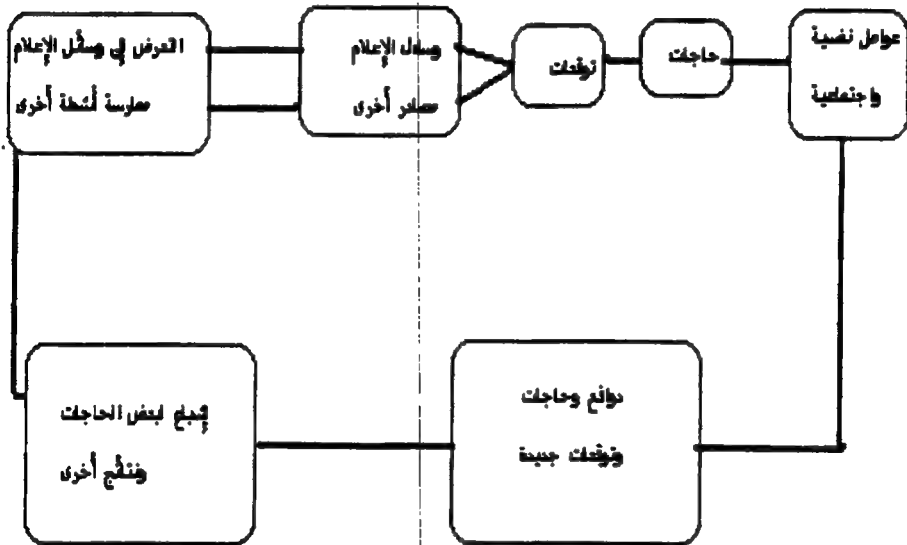 عوامل نفسية
واجتماعية
حاجات
توقعات
وسائل الإعلام
مصادر أخرى
التعرض إلى وسائل الإعلام
ممارسة أنشطة أخرى
إشباع لبعض الحاجات
ونتائج أخرى
دوافع وحاجات
وتوقعات جديدة